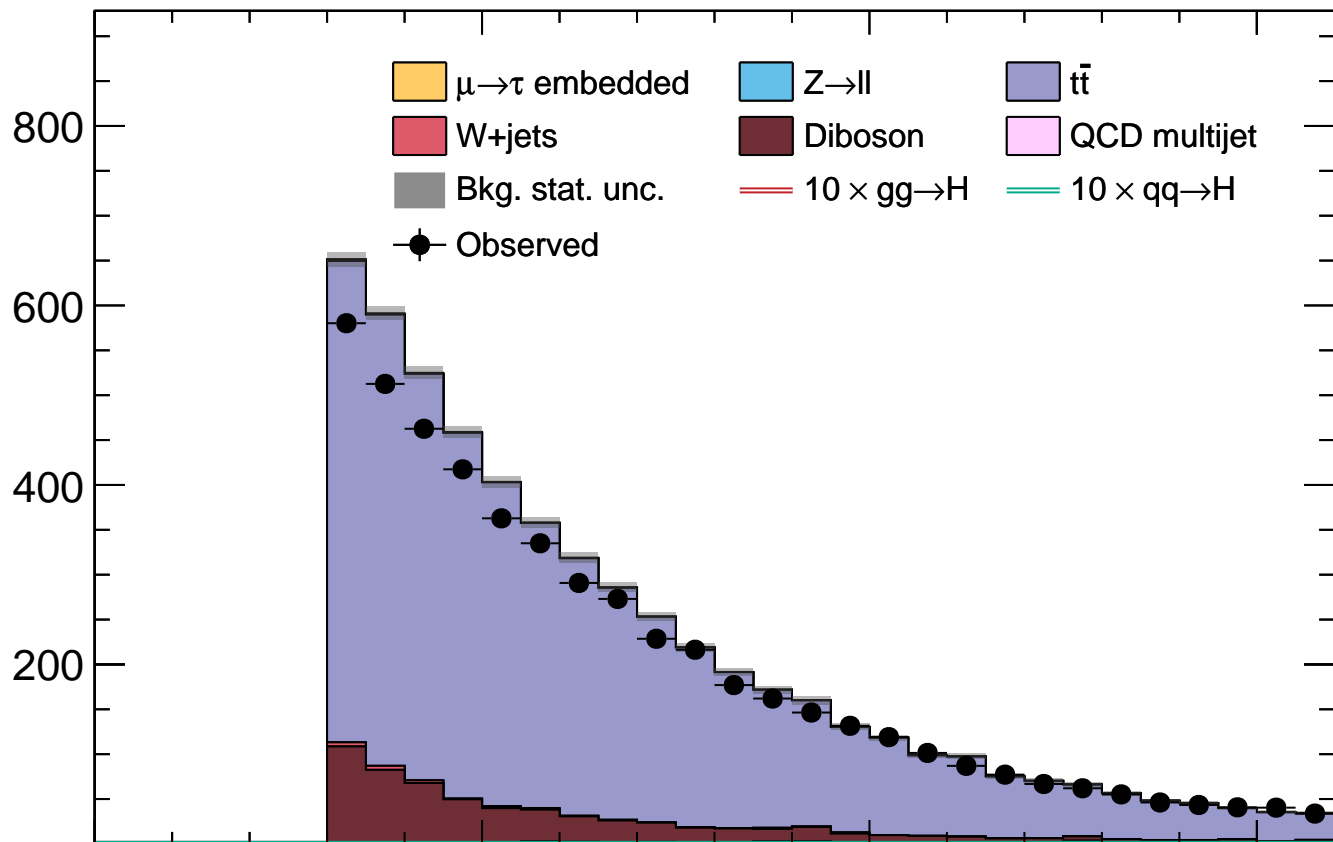 μ→τ embedded Z→ll tt̄
800 W+jets Diboson QCD multijet
Bkg. stat. unc. 10 × gg→H 10 × qq→H
Observed
600
400
200